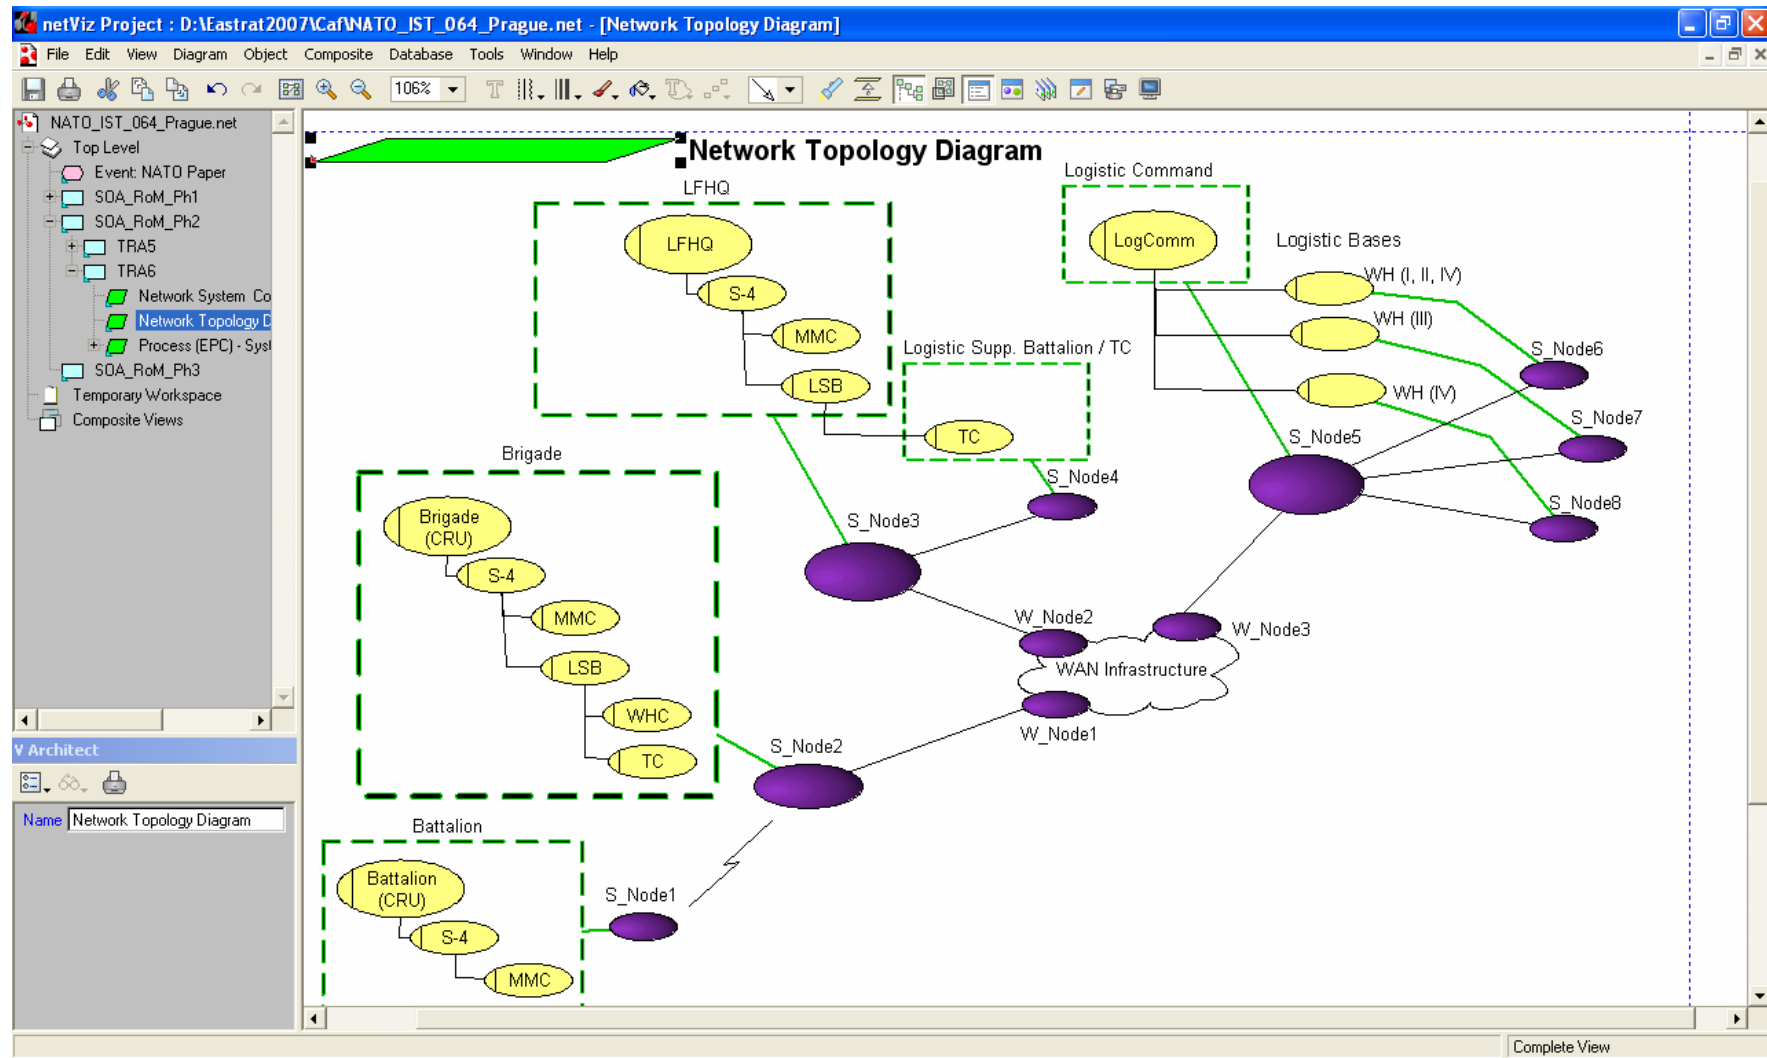 netViz Project : D:\Eastrat2007\Caf\NATO_IST_064_Prague.net - [Network Topology Diagram]
File Edit View Diagram Object Composite Database Tools Window Help
106%
NATO_IST_064_Prague.net
Top Level
Event: NATO Paper
SOA_RoM_Ph1
SOA_RoM_Ph2
TRA5
TRA6
Network System Co
Network Topology D
Process (EPC) - Syst
SOA_RoM_Ph3
Temporary Workspace
Composite Views
V Architect
Name Network Topology Diagram
Network Topology Diagram
LFHQ
LFHQ
S-4
MMC
LSB
Logistic Supp. Battalion / TC
TC
Logistic Command
LogComm
Logistic Bases
WH (I, II, IV)
WH (III)
WH (IV)
S_Node6
S_Node7
S_Node5
S_Node8
S_Node4
S_Node3
Brigade
Brigade
(CRU)
S-4
MMC
LSB
WHC
TC
W_Node2
W_Node3
WAN Infrastructure
W_Node1
S_Node2
Battalion
Battalion
(CRU)
S-4
MMC
S_Node1
Complete View